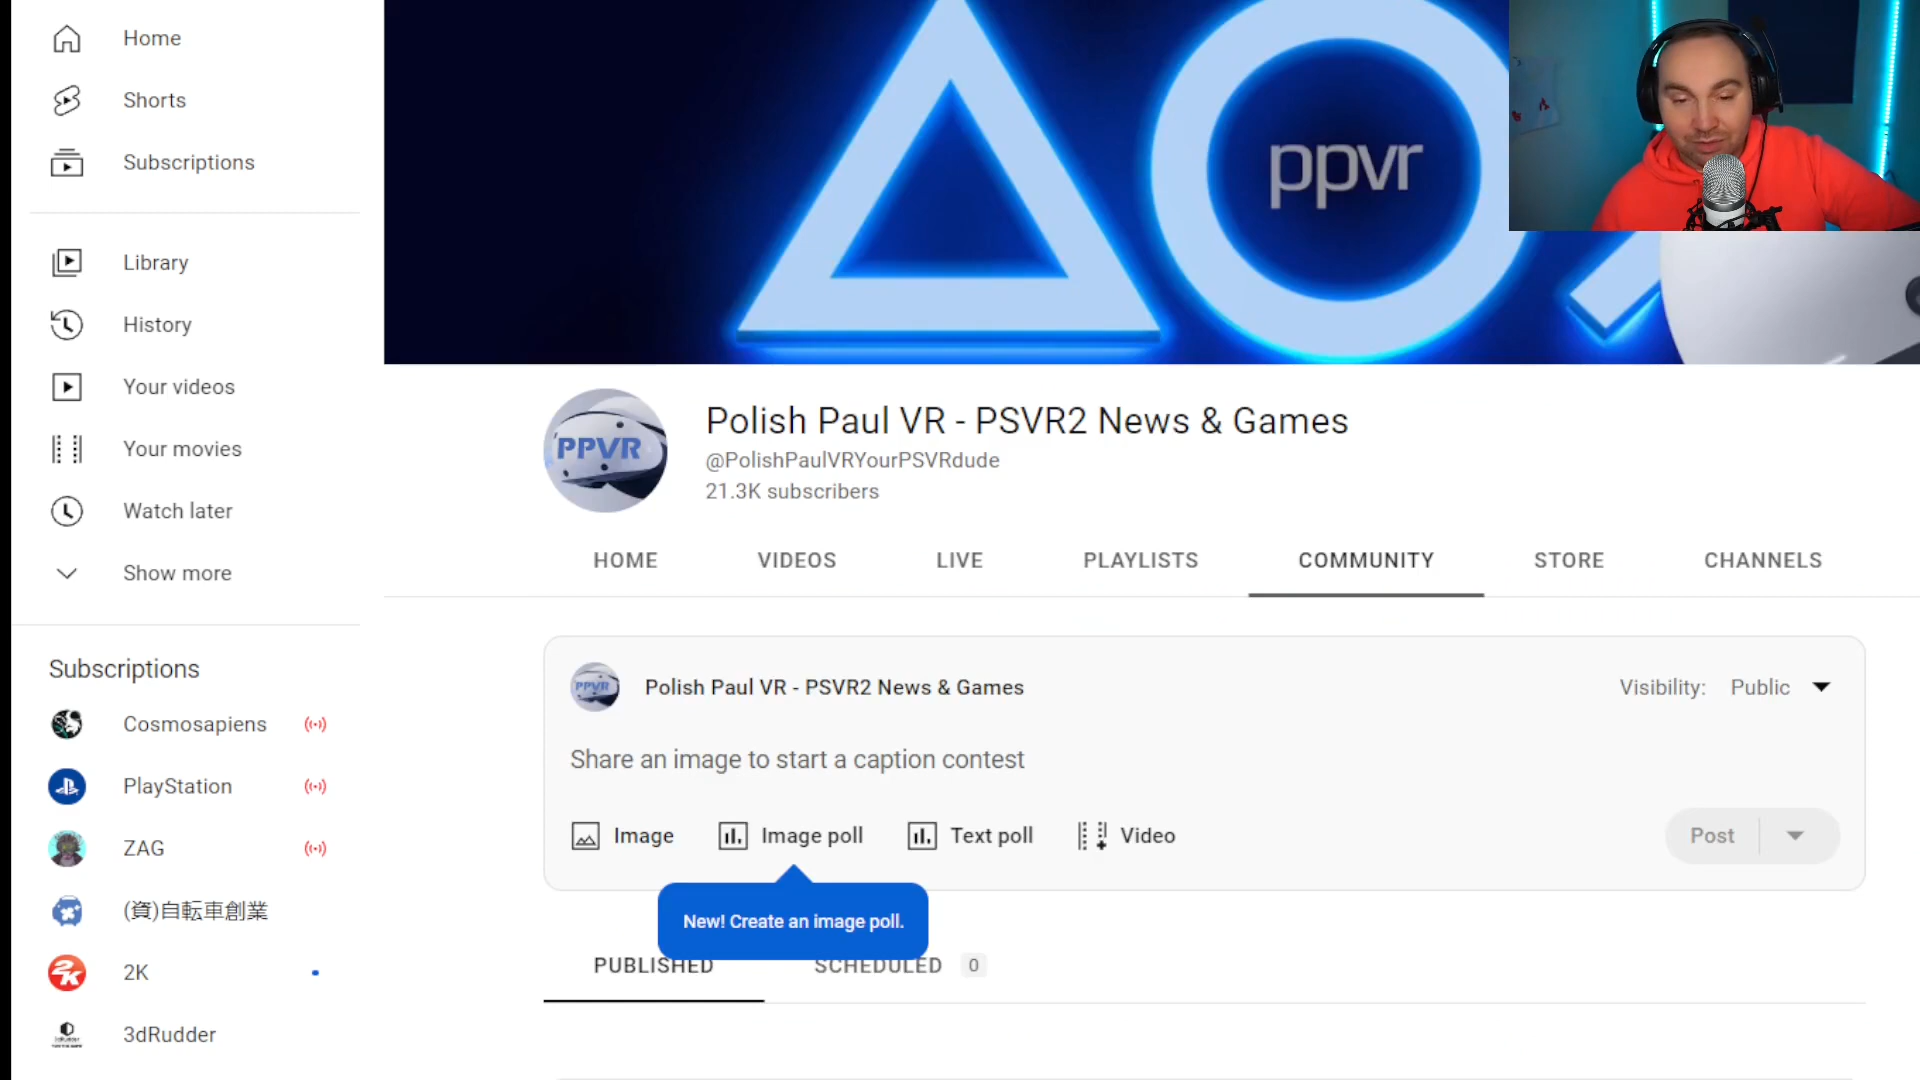 Home
Shorts
Subscriptions
Library
History
Your videos
Your movies
Watch later
Show more
Subscriptions
Cosmosapiens
PlayStation
ZAG
(資)自転車創業
2K
3dRudder
ppvr
PPVR
Polish Paul VR - PSVR2 News & Games
@PolishPaulVRYourPSVRdude
21.3K subscribers
HOME VIDEOS LIVE PLAYLISTS COMMUNITY STORE CHANNELS
PPVR
Polish Paul VR - PSVR2 News & Games
Visibility: Public
Share an image to start a caption contest
Image Image poll Text poll Video Post
New! Create an image poll.
PUBLISHED SCHEDULED 0